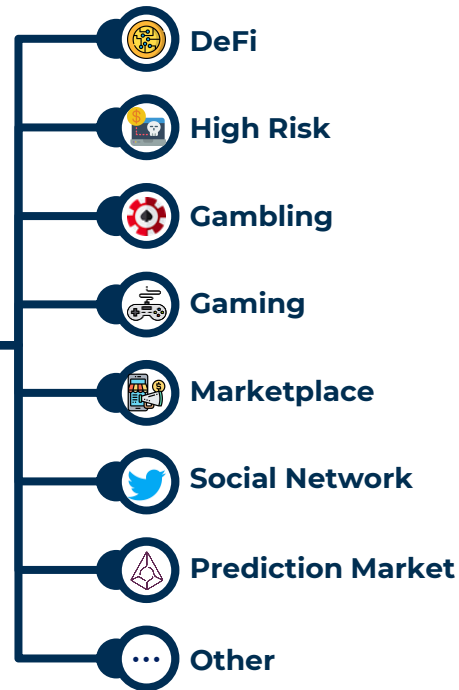 DeFi
High Risk
Gambling
Gaming
Marketplace
Social Network
Prediction Market
Other